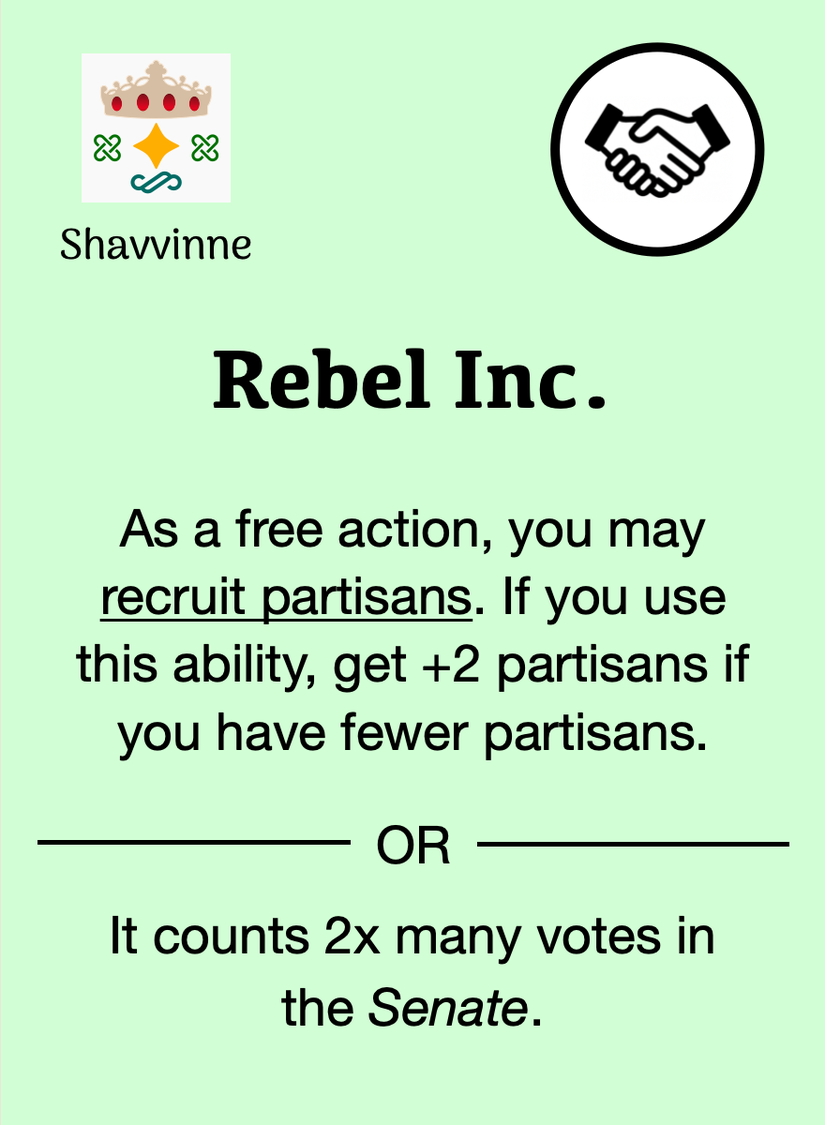 Shavvinne
Rebel Inc.
As a free action, you may
recruit partisans. If you use
this ability, get +2 partisans if
you have fewer partisans.
OR
It counts 2x many votes in
the Senate.